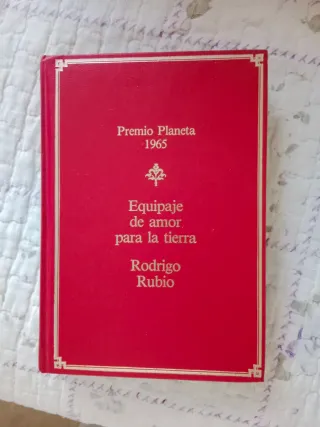 Premio Planeta
1965
Equipaje
de amor
para la tierra
Rodrigo
Rubio